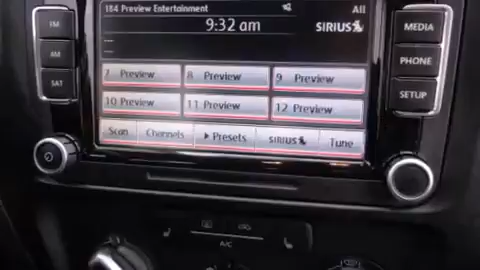 184 Preview Entertainment All
9:32 am SIRIUS
FM
AM
SAT
MEDIA
PHONE
SETUP
7 Preview 8 Preview 9 Preview
10 Preview 11 Preview 12 Preview
Scan Channels Presets SIRIUS Tune
A/C